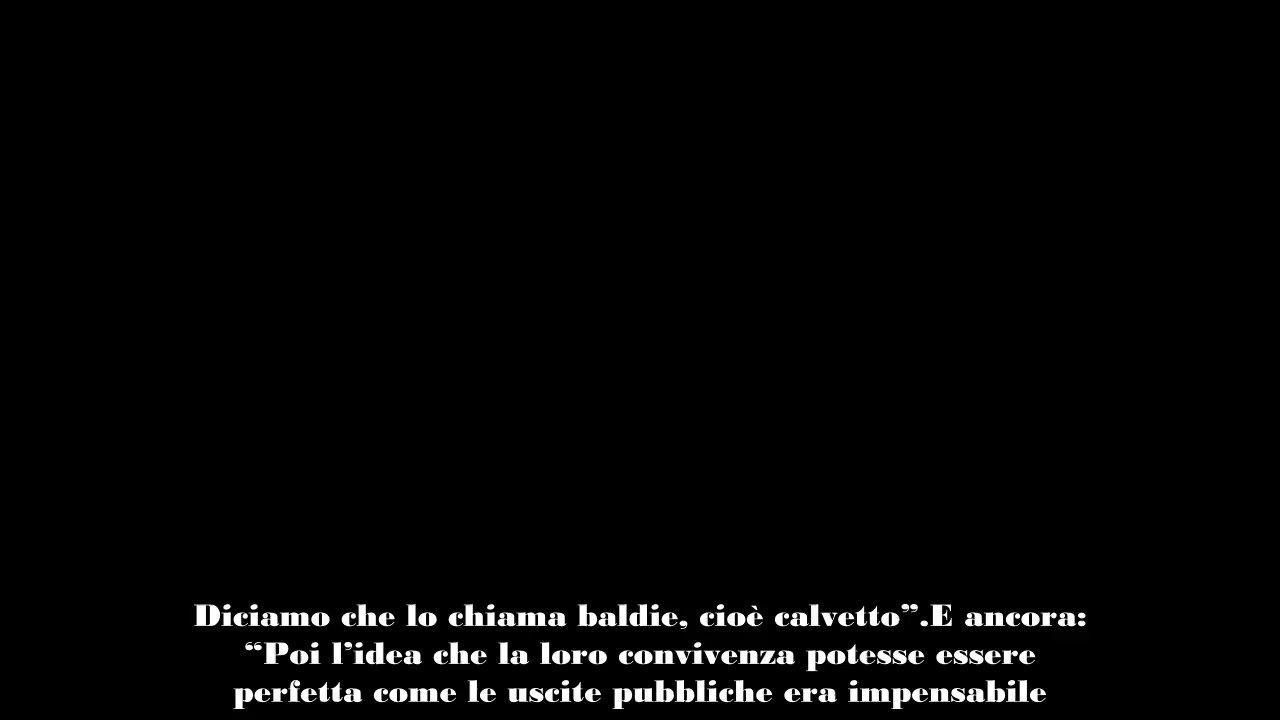 Diciamo che lo chiama baldie, cioè calvetto”.E ancora:
“Poi l’idea che la loro convivenza potesse essere
perfetta come le uscite pubbliche era impensabile